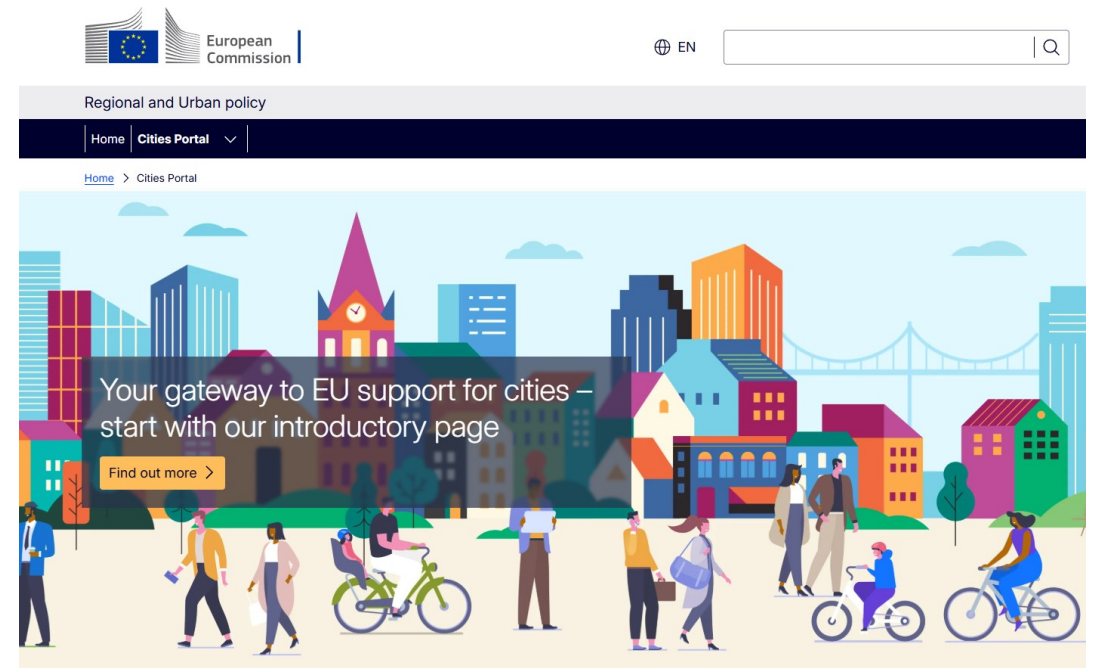 European
Commission
EN
Regional and Urban policy
Home Cities Portal
Home > Cities Portal
Your gateway to EU support for cities –
start with our introductory page
Find out more >